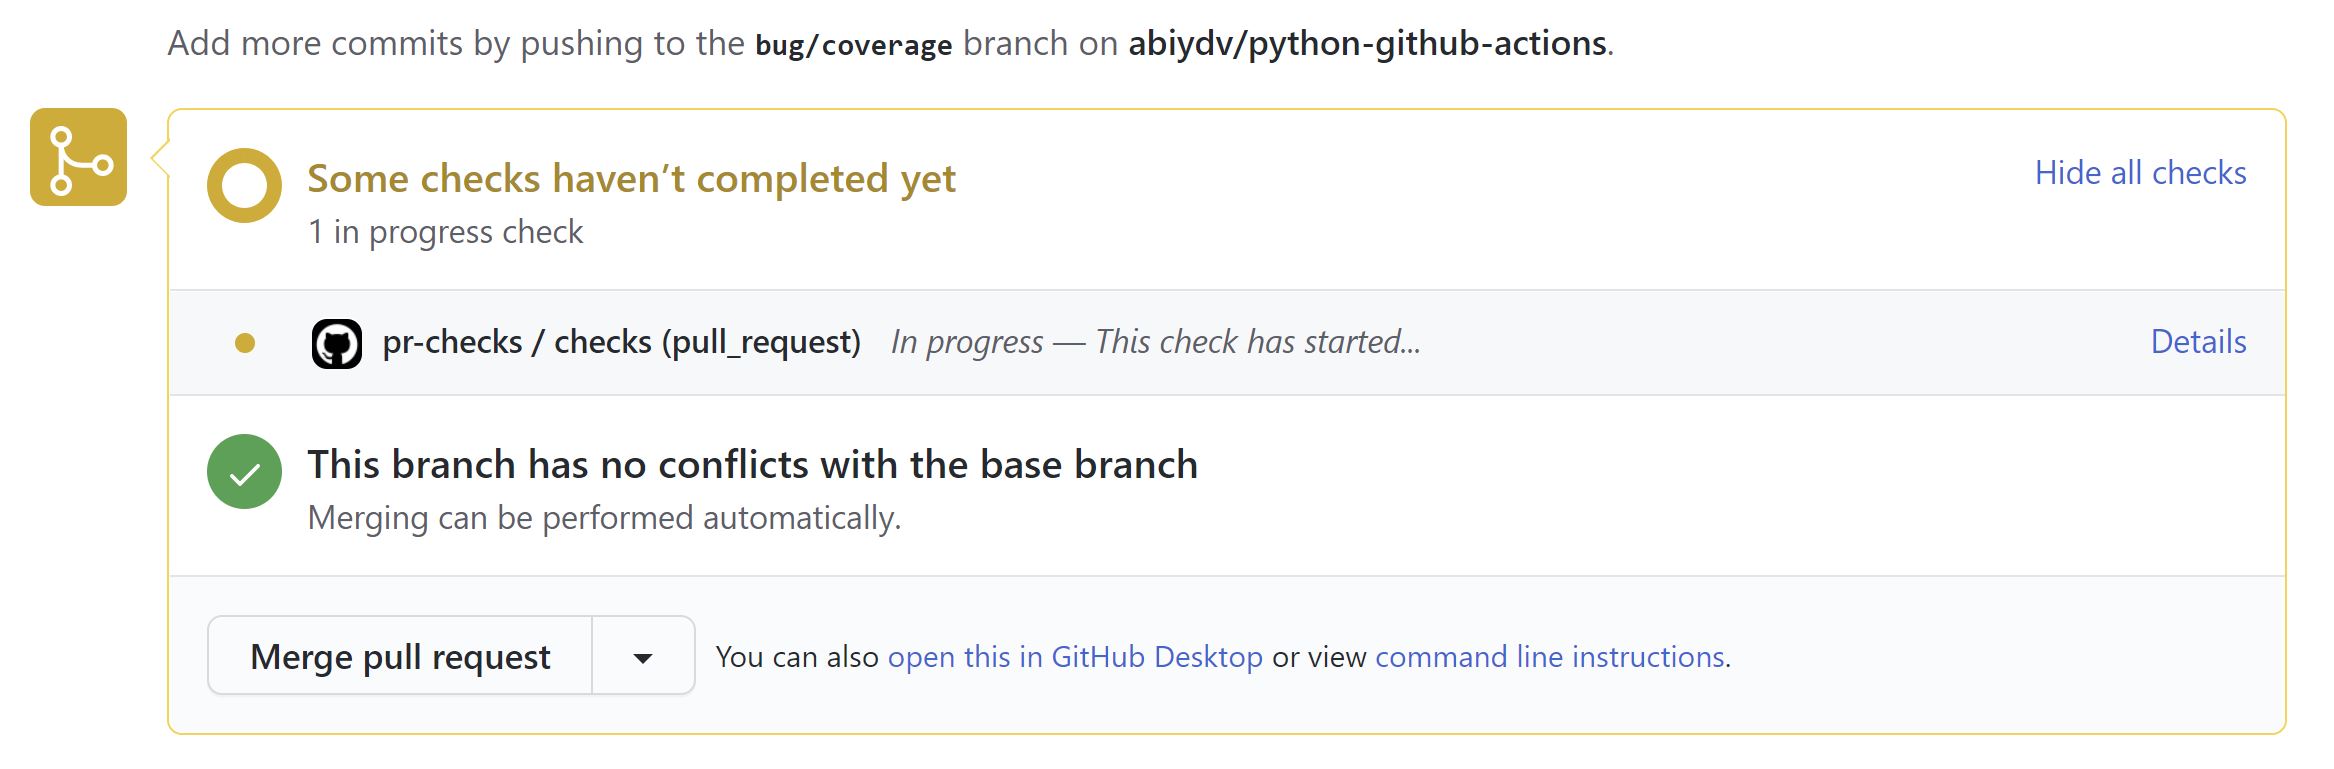 Add more commits by pushing to the bug/coverage branch on abiydv/python-github-actions.
Some checks haven’t completed yet
Hide all checks
1 in progress check
pr-checks / checks (pull_request) In progress — This check has started...
Details
This branch has no conflicts with the base branch
Merging can be performed automatically.
Merge pull request
You can also open this in GitHub Desktop or view command line instructions.